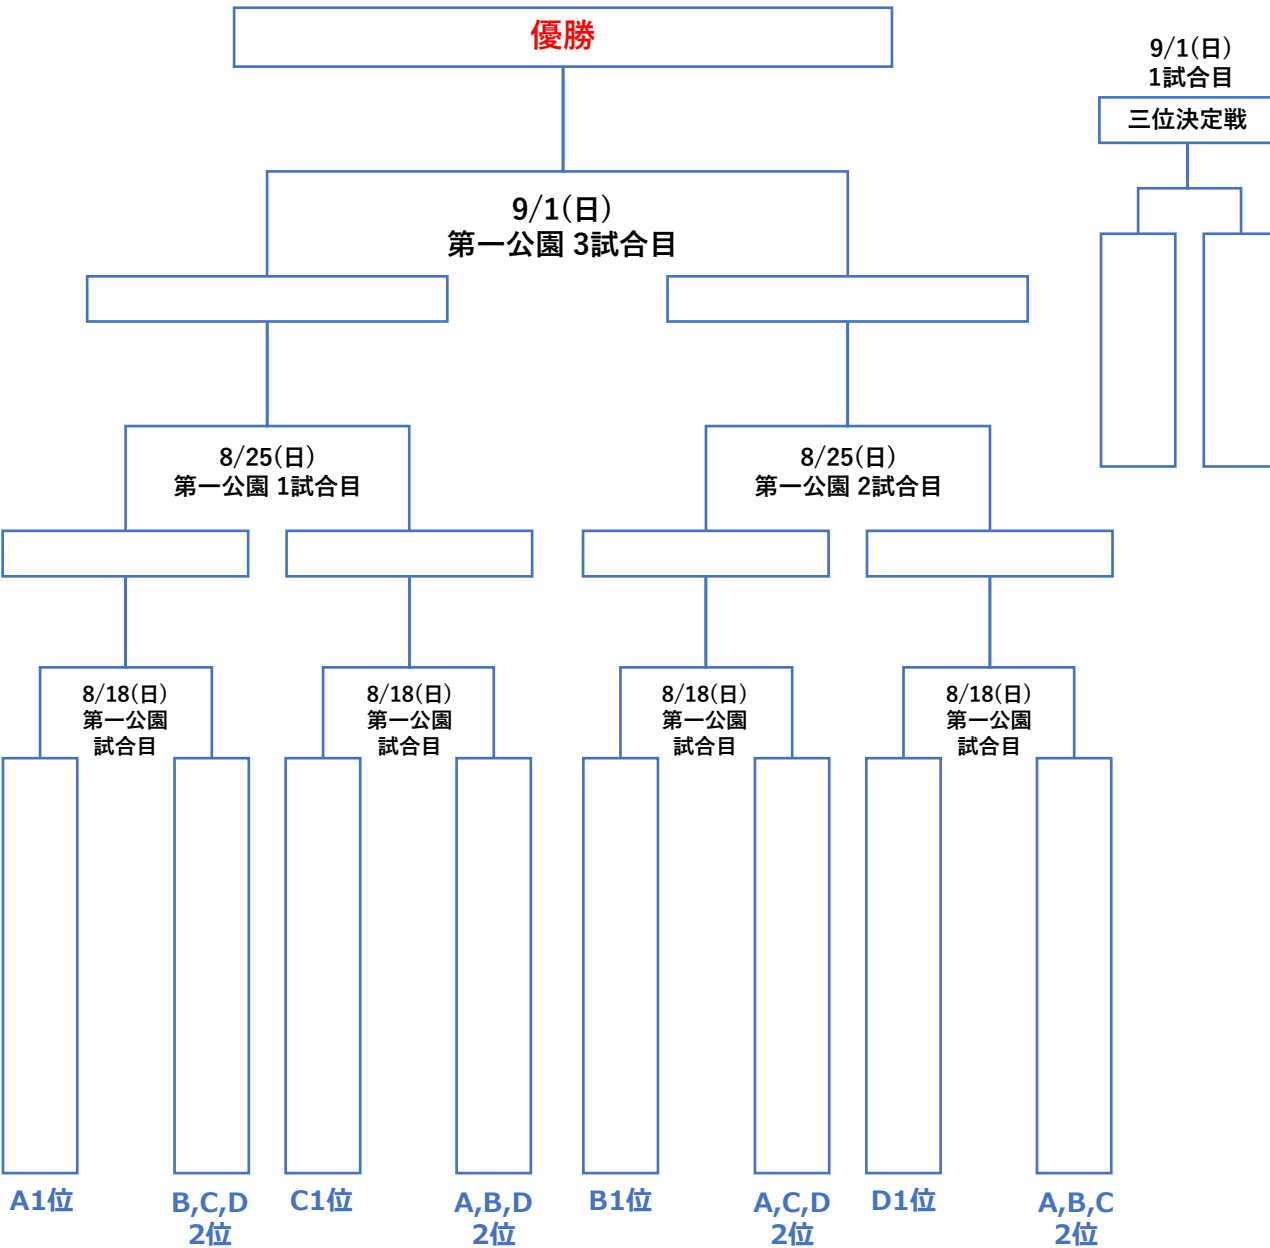 優勝
9/1(日)
1試合目
三位決定戦
9/1(日)
第一公園 3試合目
8/25(日)
第一公園 1試合目
8/25(日)
第一公園 2試合目
8/18(日)
第一公園
試合目
8/18(日)
第一公園
試合目
8/18(日)
第一公園
試合目
8/18(日)
第一公園
試合目
A1位
B,C,D
2位
C1位
A,B,D
2位
B1位
A,C,D
2位
D1位
A,B,C
2位